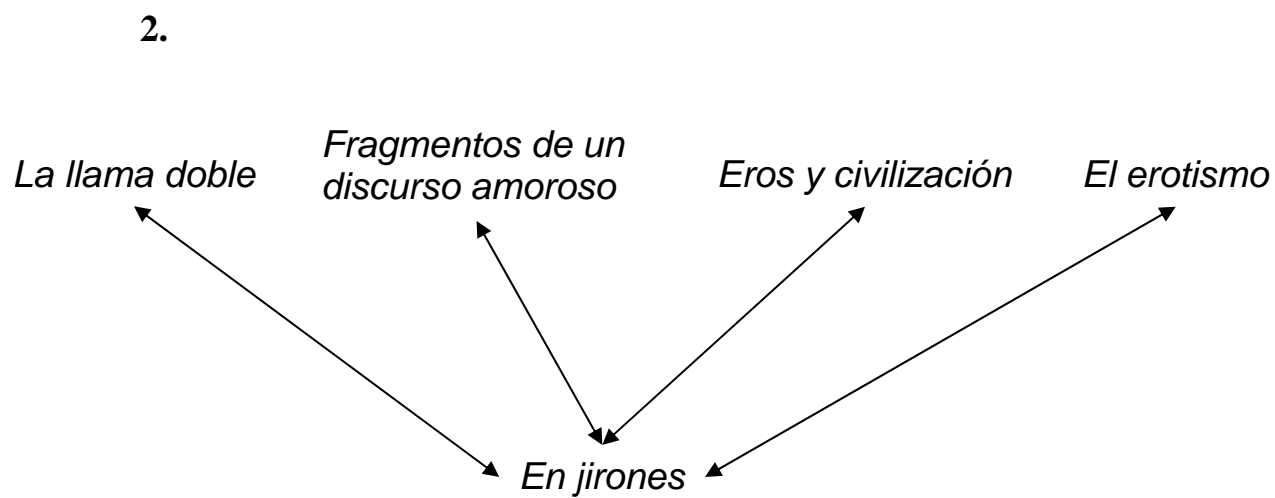 2.
La llama doble
Fragmentos de un
discurso amoroso
Eros y civilización
El erotismo
En jirones